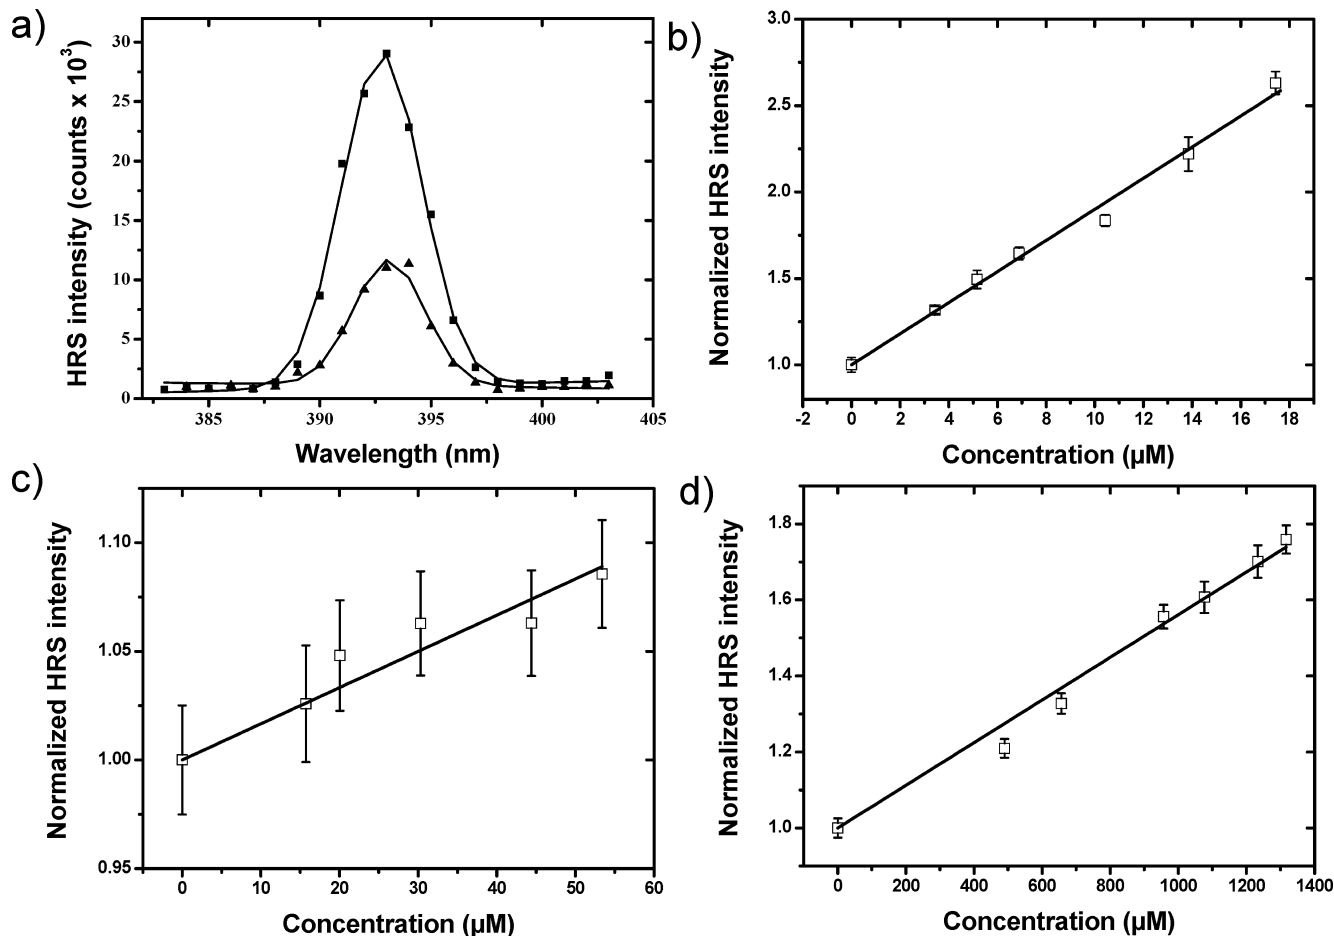 a)
HRS intensity (counts x 10³)
30
25
20
15
10
5
0
385 390 395 400 405
Wavelength (nm)
b)
Normalized HRS intensity
3.0
2.5
2.0
1.5
1.0
-2 0 2 4 6 8 10 12 14 16 18
Concentration (µM)
c)
Normalized HRS intensity
1.10
1.05
1.00
0.95
0 10 20 30 40 50 60
Concentration (µM)
d)
Normalized HRS intensity
1.8
1.6
1.4
1.2
1.0
0 200 400 600 800 1000 1200 1400
Concentration (µM)